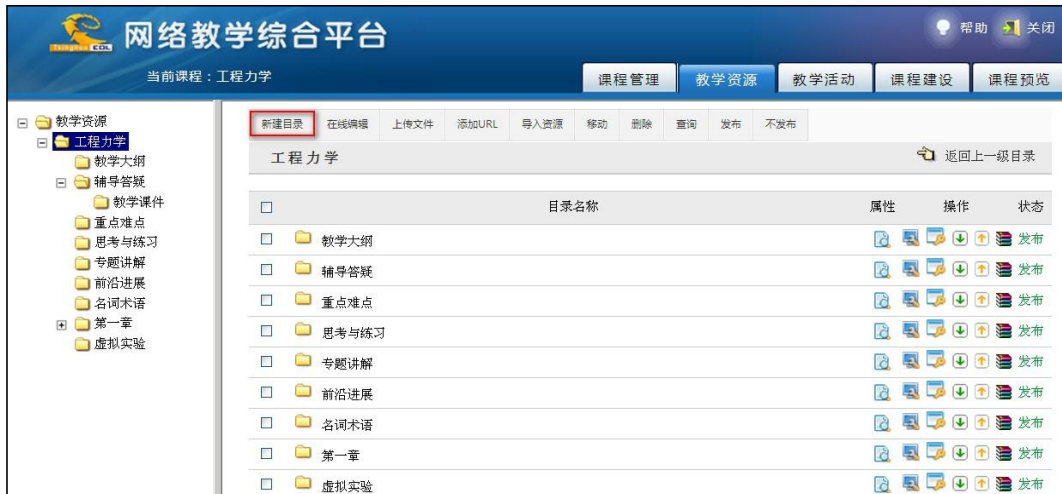 网络教学综合平台
帮助 关闭
当前课程：工程力学
课程管理 教学资源 教学活动 课程建设 课程预览
教学资源
工程力学
教学大纲
辅导答疑
教学课件
重点难点
思考与练习
专题讲解
前沿进展
名词术语
第一章
虚拟实验
新建目录 在线编辑 上传文件 添加URL 导入资源 移动 删除 查询 发布 不发布
工程力学 返回上一级目录
目录名称 属性 操作 状态
教学大纲 发布
辅导答疑 发布
重点难点 发布
思考与练习 发布
专题讲解 发布
前沿进展 发布
名词术语 发布
第一章 发布
虚拟实验 发布